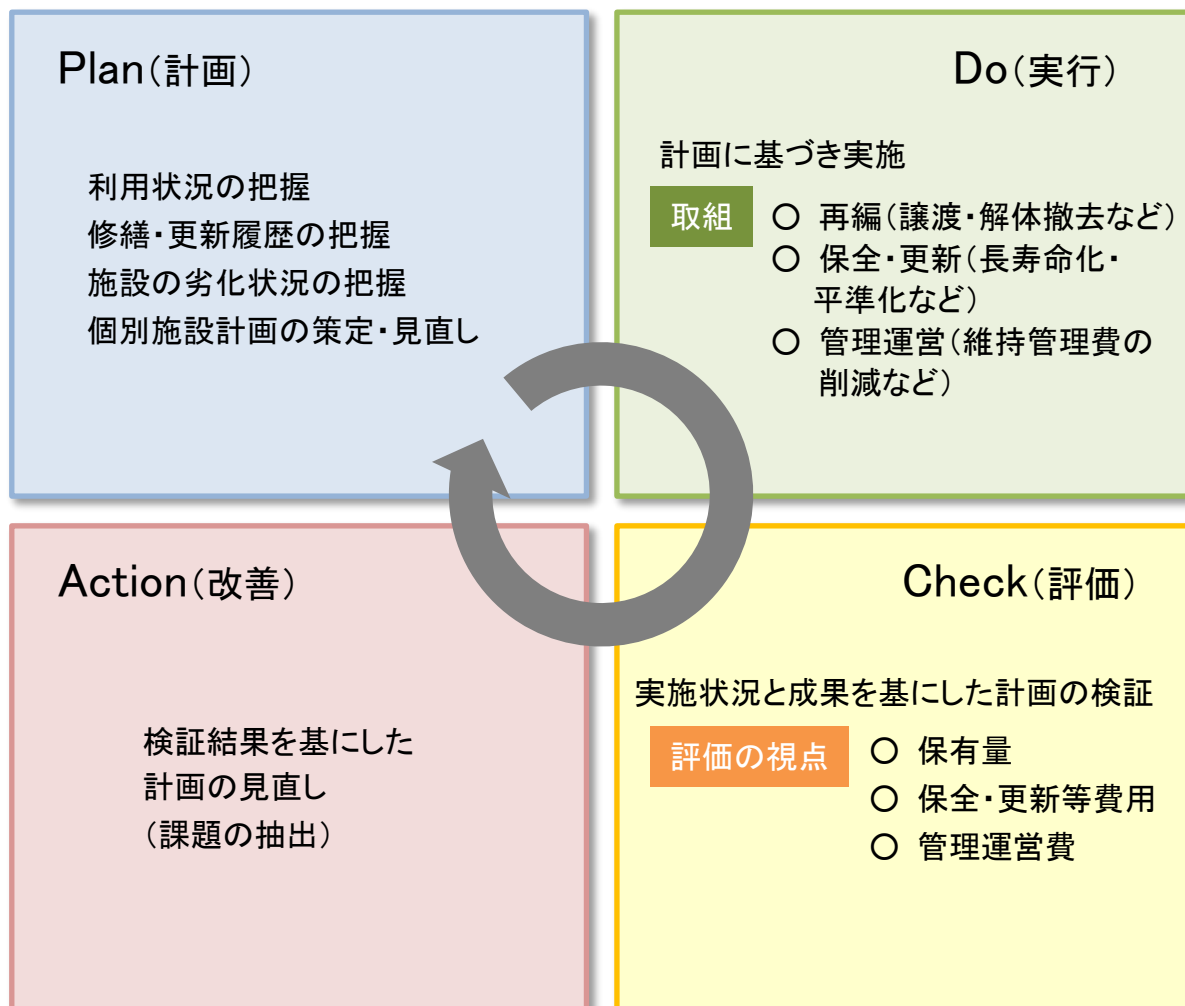 Plan（計画）
利用状況の把握
修繕・更新履歴の把握
施設の劣化状況の把握
個別施設計画の策定・見直し
Do（実行）
計画に基づき実施
取組
○ 再編（譲渡・解体撤去など）
○ 保全・更新（長寿命化・
平準化など）
○ 管理運営（維持管理費の
削減など）
Action（改善）
検証結果を基にした
計画の見直し
（課題の抽出）
Check（評価）
実施状況と成果を基にした計画の検証
評価の視点
○ 保有量
○ 保全・更新等費用
○ 管理運営費